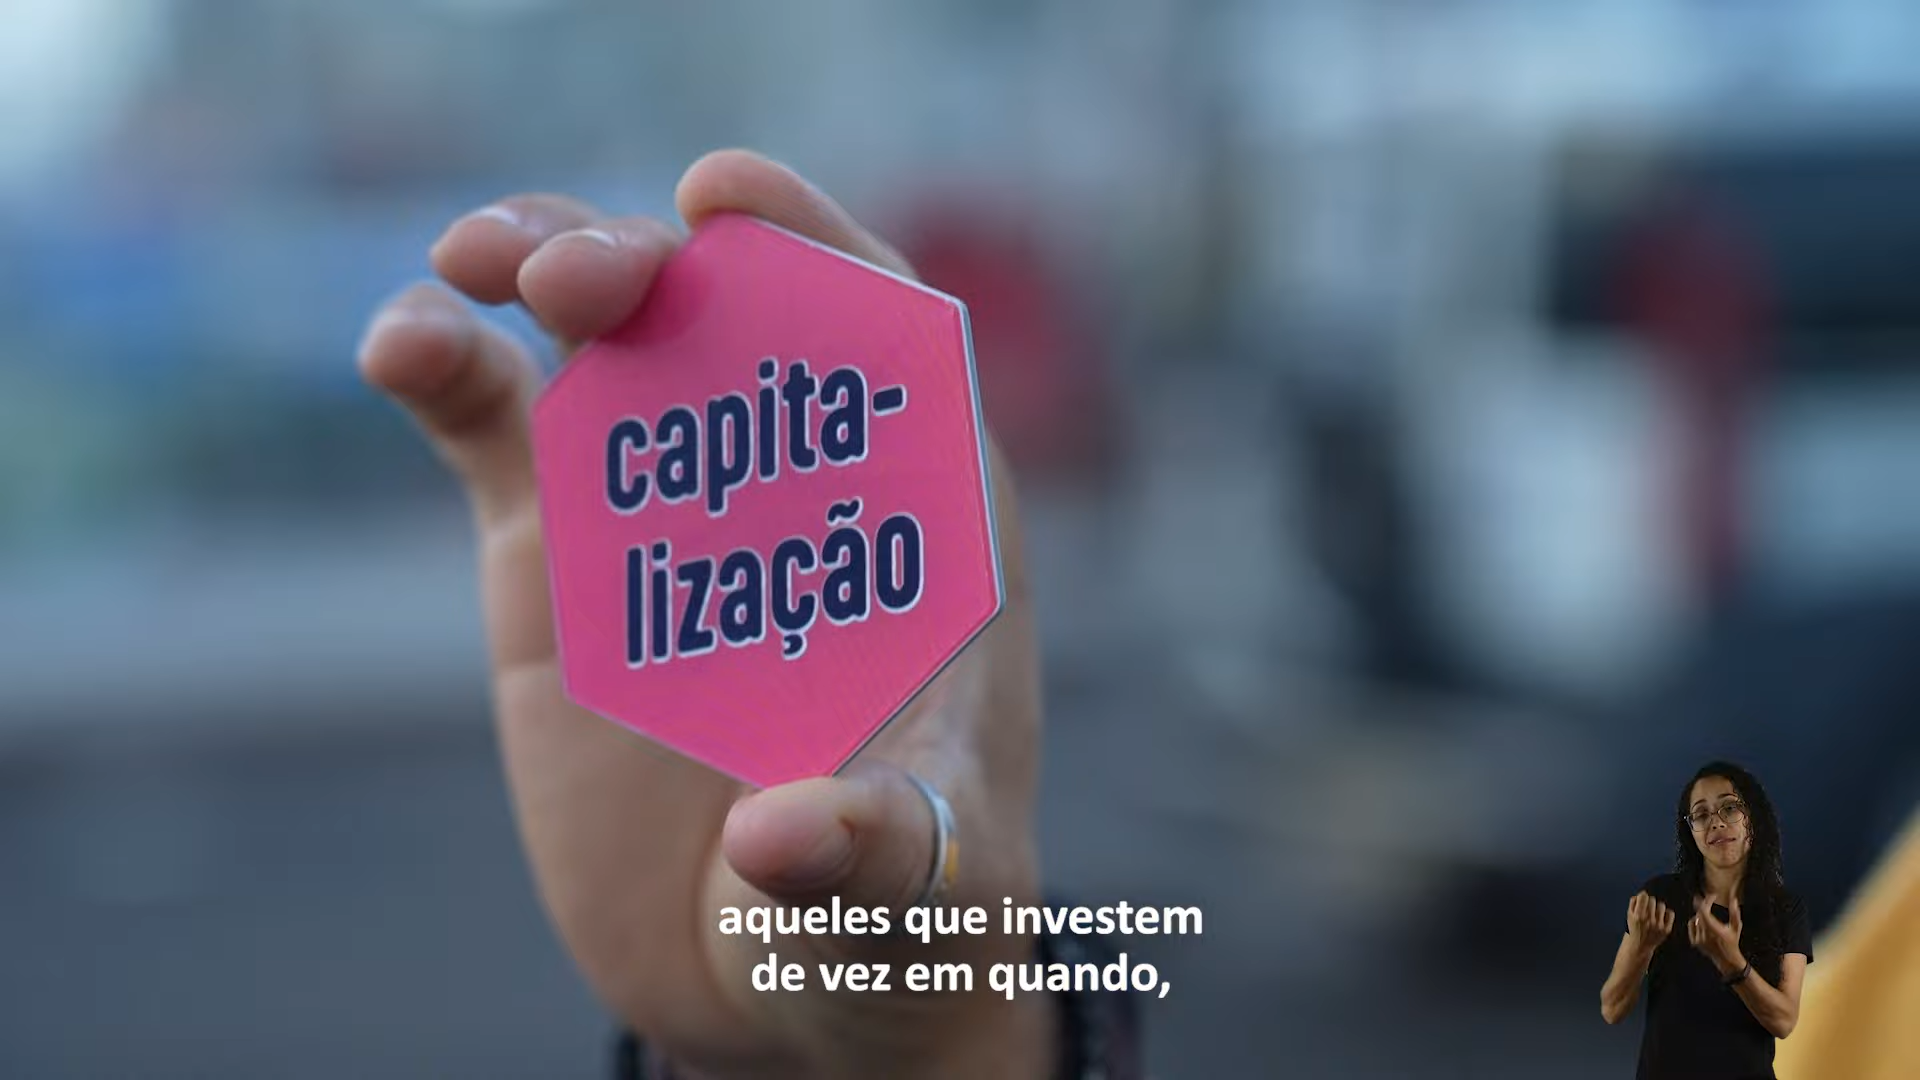 capita-
lização
aqueles que investem
de vez em quando,